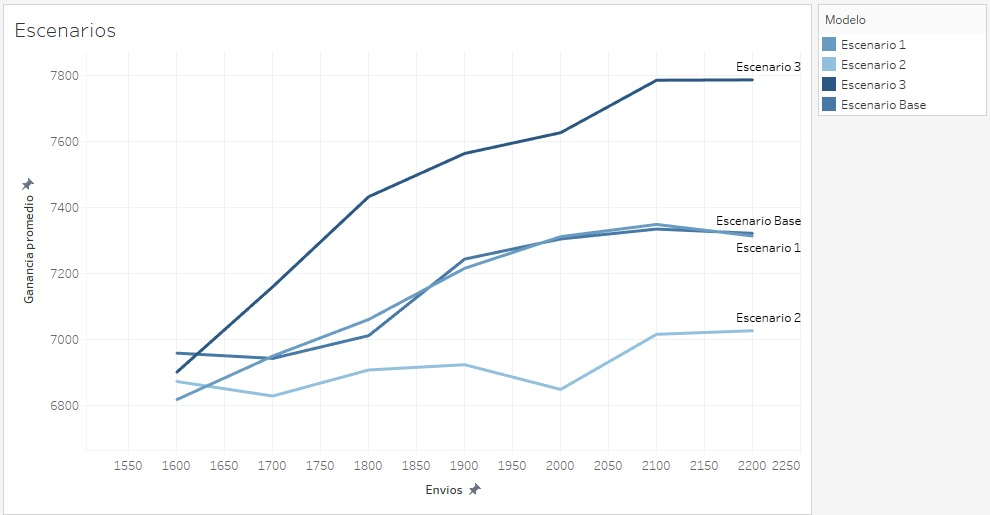 Escenarios
Modelo
Escenario 1
Escenario 2
Escenario 3
Escenario Base
7800
7600
7400
7200
7000
6800
Ganancia promedio
Escenario 3
Escenario Base
Escenario 1
Escenario 2
1550 1600 1650 1700 1750 1800 1850 1900 1950 2000 2050 2100 2150 2200 2250
Envios